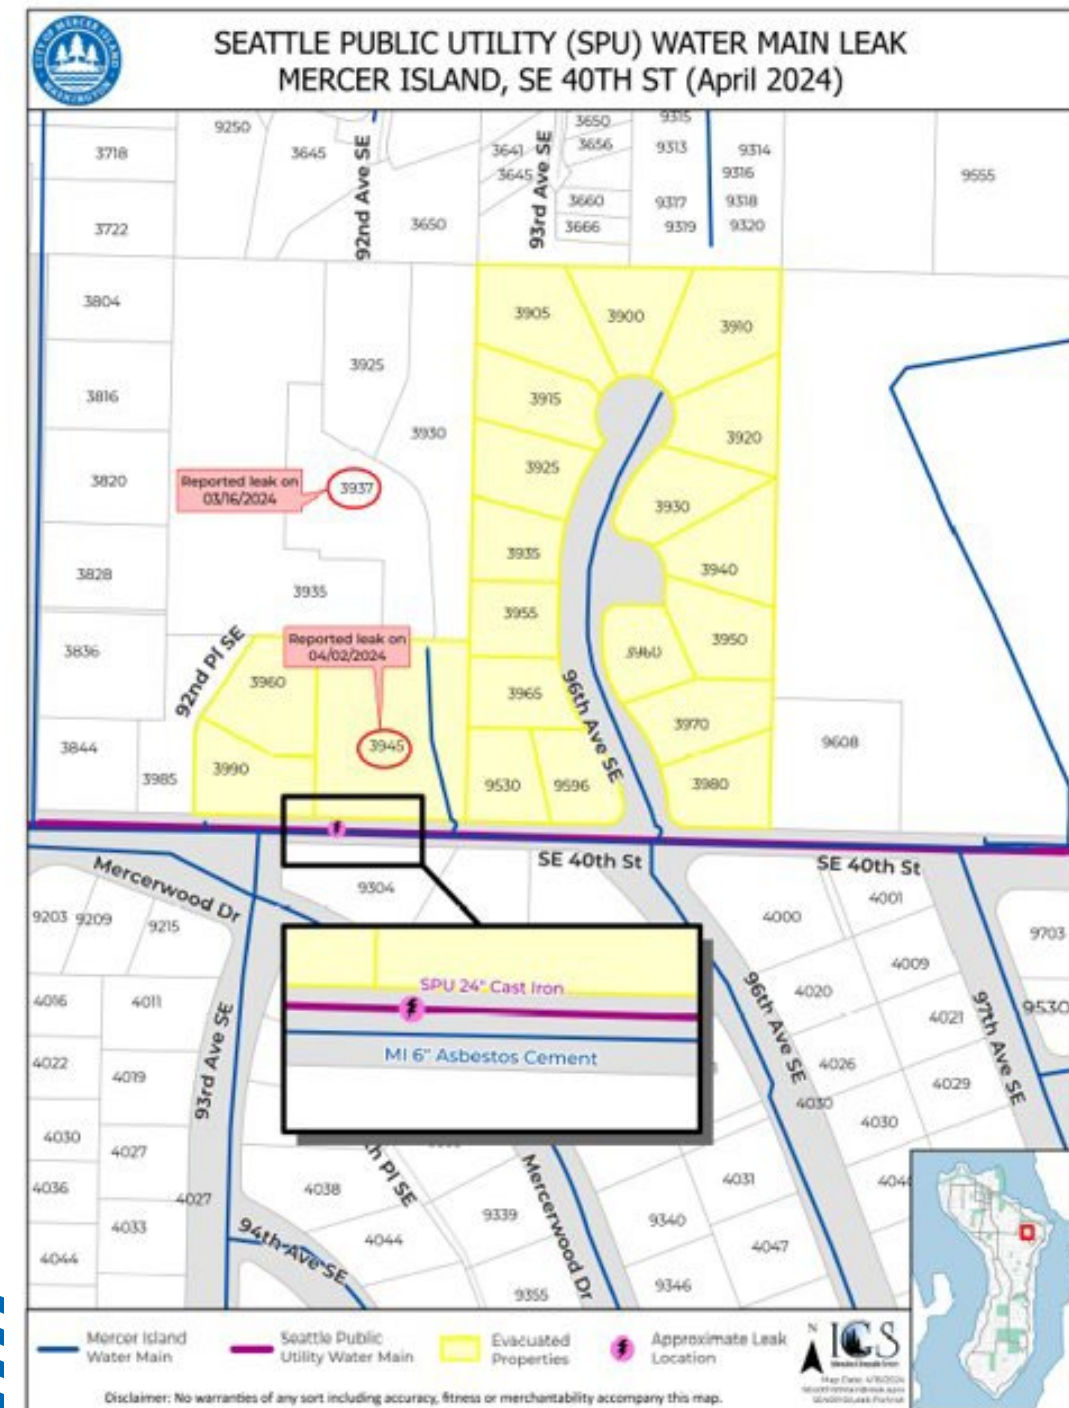 SEATTLE PUBLIC UTILITY (SPU) WATER MAIN LEAK
MERCER ISLAND, SE 40TH ST (April 2024)
CITY OF MERCER ISLAND
WASHINGTON
9250
3718
3645
92nd Ave SE
3641
3645
93rd Ave SE
3650
3656
9315
9313
9314
9316
9555
3722
3650
3660
3666
9317
9318
9319
9320
3804
3905
3900
3910
3925
3816
3915
3930
3920
3820
Reported leak on
03/16/2024
3937
3925
3930
3828
3935
3935
3940
3955
3836
92nd Pl SE
Reported leak on
04/02/2024
3950
3960
3965
96th Ave SE
3970
3844
3985
3990
3945
9530
9596
3980
9608
SE 40th St
SE 40th St
Mercerwood Dr
9304
9203
9209
9215
4000
4001
9703
4009
SPU 24" Cast Iron
MI 6" Asbestos Cement
4016
4011
93rd Ave SE
4020
96th Ave SE
4021
97th Ave SE
9530
4022
4019
4026
4029
4030
4030
4030
4027
4036
4027
4038
Pl SE
Mercerwood Dr
4031
4033
9339
9340
4044
94th Ave SE
4044
4047
9355
9346
Mercer Island
Water Main
Seattle Public
Utility Water Main
Evacuated
Properties
Approximate Leak
Location
N
IGS
Disclaimer: No warranties of any sort including accuracy, fitness or merchantability accompany this map.